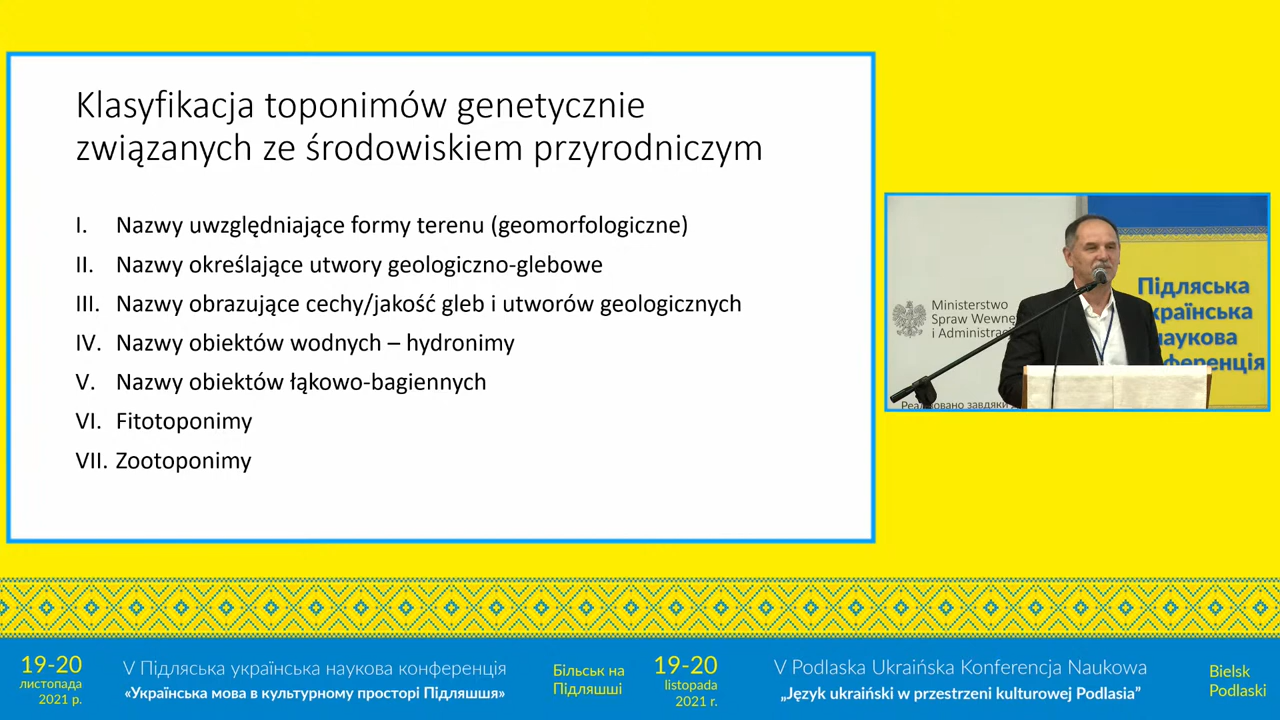 Klasyfikacja toponimów genetycznie
związanych ze środowiskiem przyrodniczym
I. Nazwy uwzględniające formy terenu (geomorfologiczne)
II. Nazwy określające utwory geologiczno-glebowe
III. Nazwy obrazujące cechy/jakość gleb i utworów geologicznych
IV. Nazwy obiektów wodnych – hydronimy
V. Nazwy obiektów łąkowo-bagiennych
VI. Fitotoponimy
VII. Zootoponimy
Ministerstwo
Spraw Wewnę
i Administrac
Підляська
країнська
наукова
ференція
завдяки
19-20
листопада
2021 р.
V Підляська українська наукова конференція
«Українська мова в культурному просторі Підляшшя»
Більськ на
Підляшші
19-20
listopada
2021 r.
V Podlaska Ukraińska Konferencja Naukowa
„Język ukraiński w przestrzeni kulturowej Podlasia”
Bielsk
Podlaski